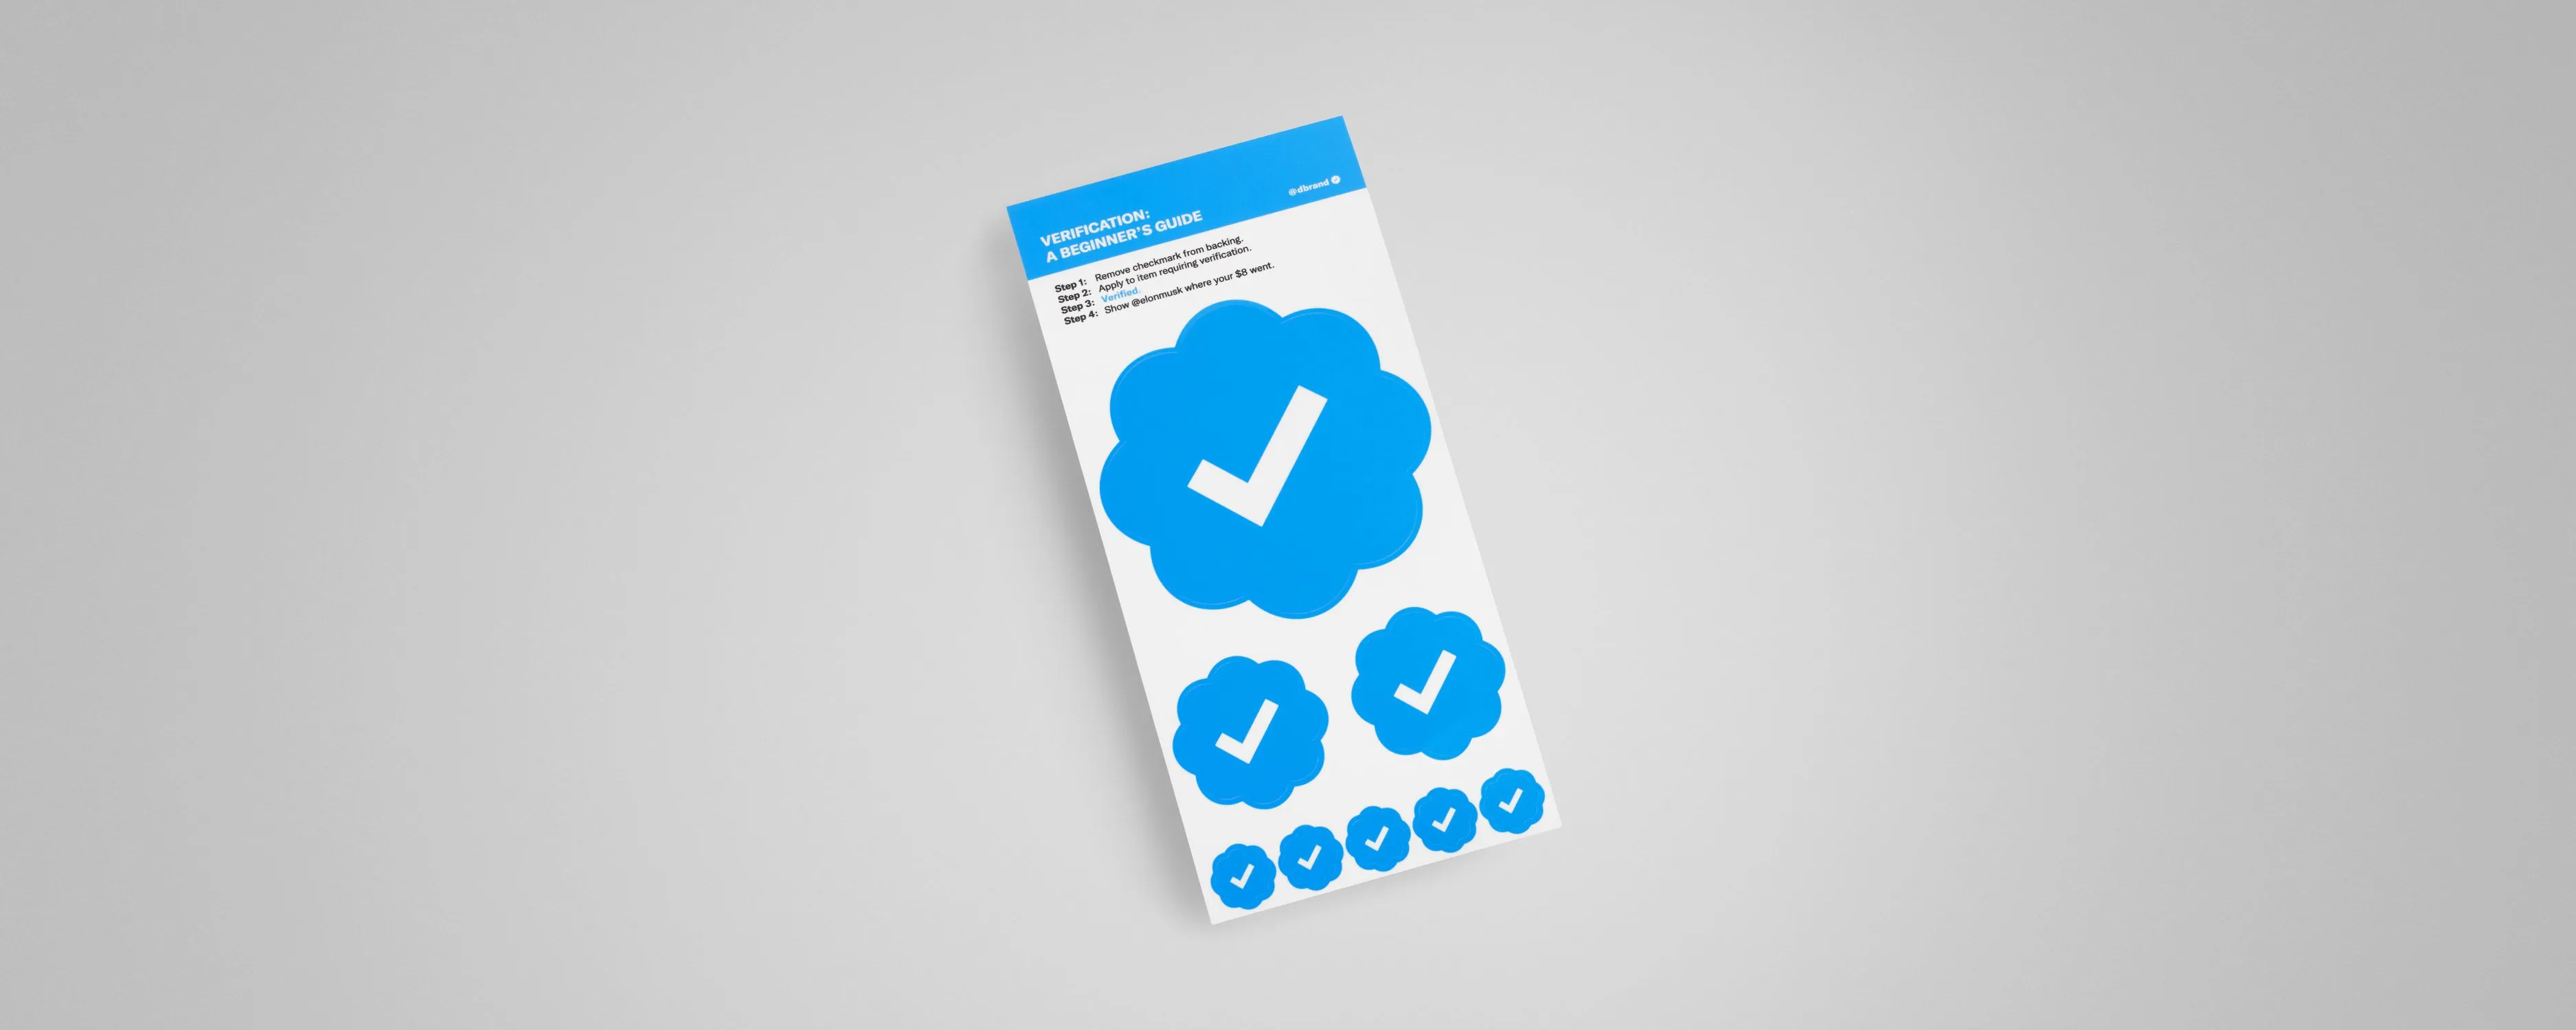 @dbrand
VERIFICATION:
A BEGINNER'S GUIDE
Step 1: Remove checkmark from backing.
Step 2: Apply to item requiring verification.
Step 3: Verified.
Step 4: Show @elonmusk where your $8 went.